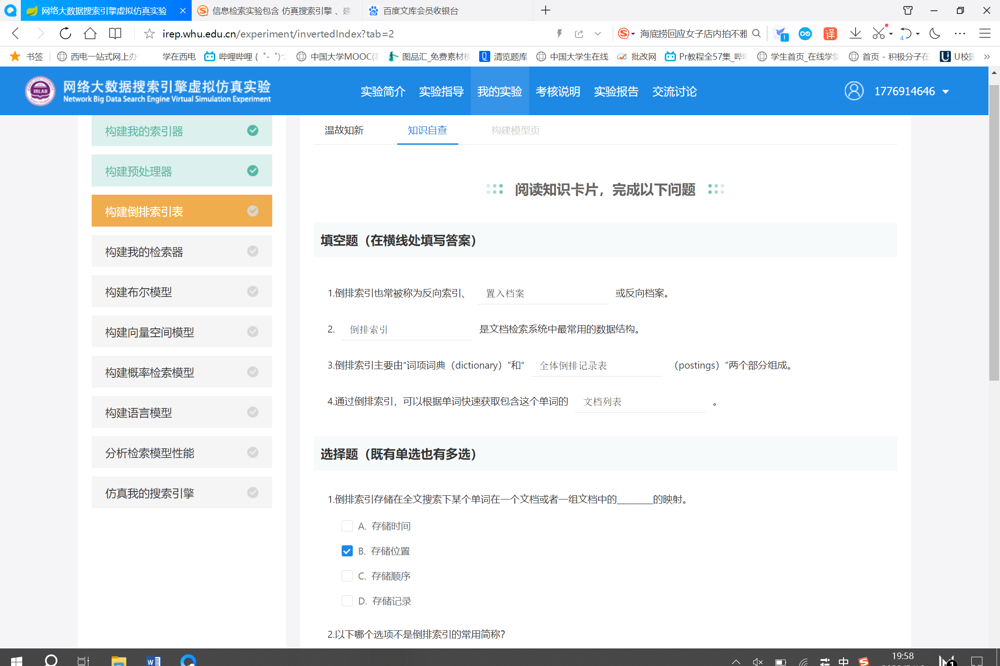 网络大数据搜索引擎虚拟仿真实验
信息检索实验包含 仿真搜索引擎 、建
百度文库会员收银台
irep.whu.edu.cn/experiment/invertedIndex?tab=2
海底捞回应女子店内拍不雅
译
4
书签
西电一站式网上办
学在西电
哔哩哔哩 ( ゜- ゜)つ
中国大学MOOC(慕
图品汇_免费素材模
清览题库
中国大学生在线
批改网
Pr教程全57集_哔哩
学生首页_在线学堂
首页 - 积极分子在
U校园
网络大数据搜索引擎虚拟仿真实验
Network Big Data Search Engine Virtual Simulation Experiment
IRLAB
实验简介
实验指导
我的实验
考核说明
实验报告
交流讨论
1776914646
构建我的索引器
构建预处理器
构建倒排索引表
构建我的检索器
构建布尔模型
构建向量空间模型
构建概率检索模型
构建语言模型
分析检索模型性能
仿真我的搜索引擎
温故知新
知识自查
构建模型页
阅读知识卡片，完成以下问题
填空题（在横线处填写答案）
1.倒排索引也常被称为反向索引、 置入档案 或反向档案。
2. 倒排索引 是文档检索系统中最常用的数据结构。
3.倒排索引主要由“词项词典（dictionary）”和“ 全体倒排记录表 （postings）”两个部分组成。
4.通过倒排索引，可以根据单词快速获取包含这个单词的 文档列表 。
选择题（既有单选也有多选）
1.倒排索引存储在全文搜索下某个单词在一个文档或者一组文档中的_______的映射。
A. 存储时间
B. 存储位置
C. 存储顺序
D. 存储记录
2.以下哪个选项不是倒排索引的常用简称?
中
19:58
1